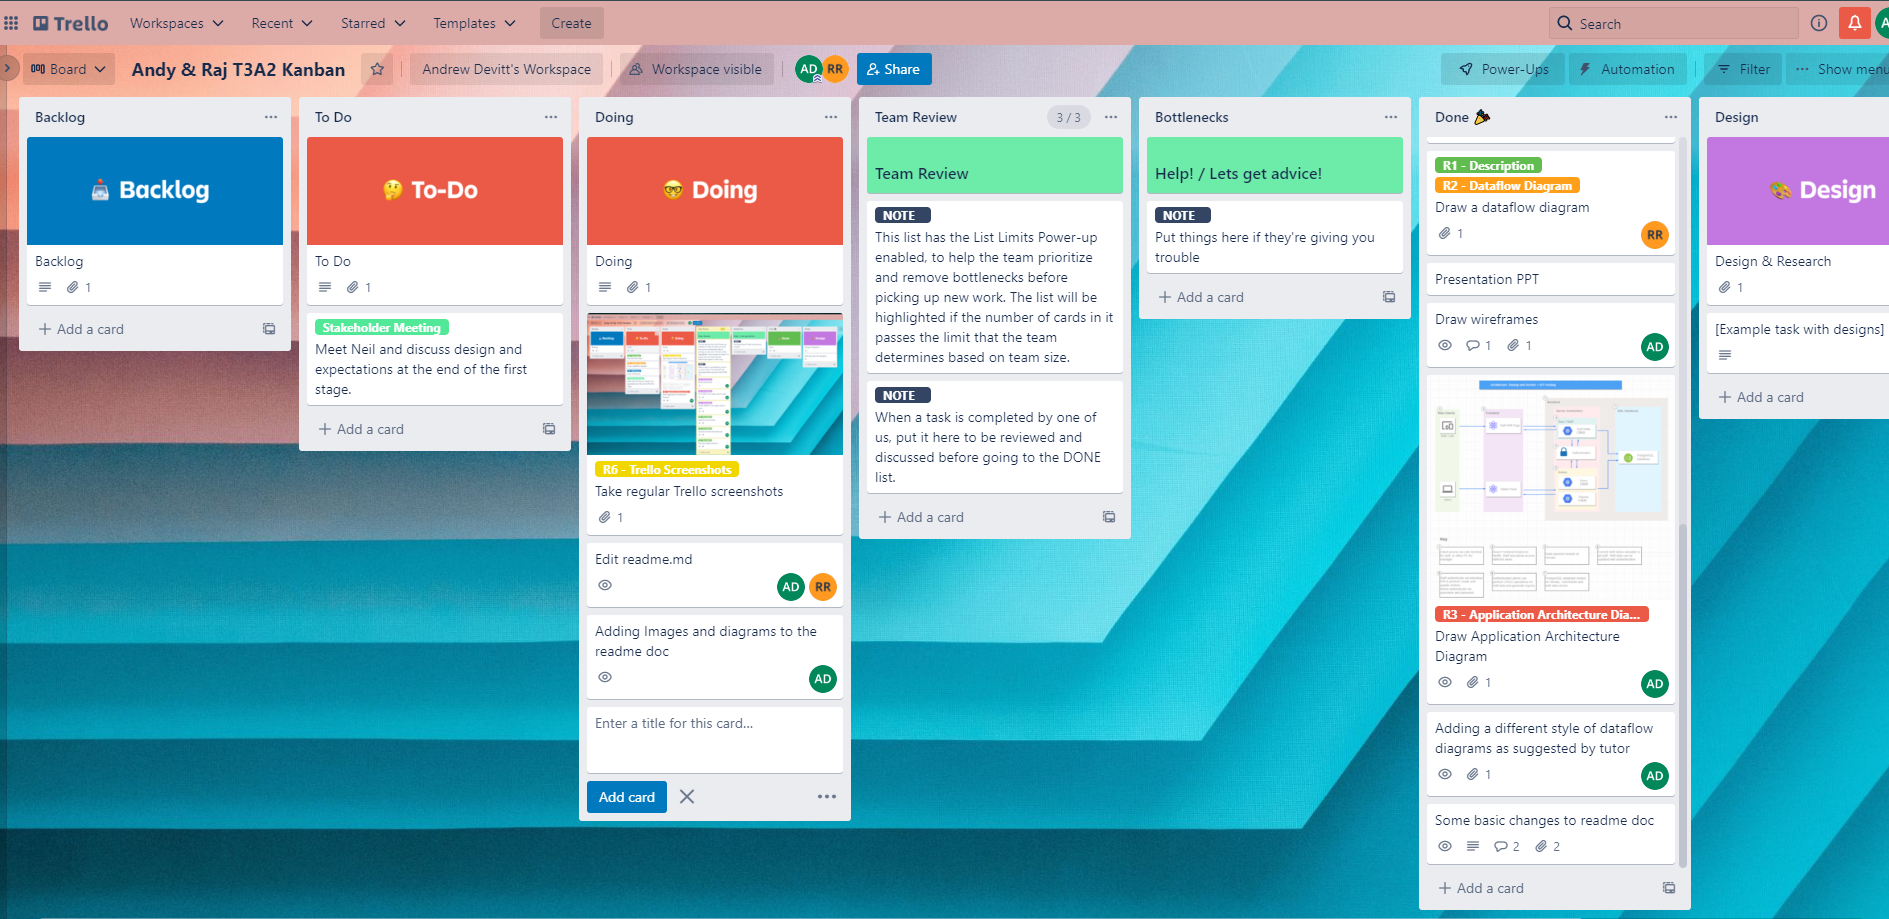 Trello
Workspaces
Recent
Starred
Templates
Create
Search
Board
Andy & Raj T3A2 Kanban
Andrew Devitt's Workspace
Workspace visible
AD
RR
Share
Power-Ups
Automation
Filter
Show menu
Backlog
Backlog
Backlog
1
Add a card
To Do
To-Do
To Do
1
Stakeholder Meeting
Meet Neil and discuss design and
expectations at the end of the first
stage.
Add a card
Doing
Doing
Doing
1
R6 - Trello Screenshots
Take regular Trello screenshots
1
Edit readme.md
AD
RR
Adding Images and diagrams to the
readme doc
AD
Enter a title for this card...
Add card
Team Review
3 / 3
Team Review
NOTE
This list has the List Limits Power-up
enabled, to help the team prioritize
and remove bottlenecks before
picking up new work. The list will be
highlighted if the number of cards in it
passes the limit that the team
determines based on team size.
NOTE
When a task is completed by one of
us, put it here to be reviewed and
discussed before going to the DONE
list.
Add a card
Bottlenecks
Help! / Lets get advice!
NOTE
Put things here if they're giving you
trouble
Add a card
Done
R1 - Description
R2 - Dataflow Diagram
Draw a dataflow diagram
1
RR
Presentation PPT
Draw wireframes
1
1
AD
R3 - Application Architecture Dia...
Draw Application Architecture
Diagram
1
AD
Adding a different style of dataflow
diagrams as suggested by tutor
1
AD
Some basic changes to readme doc
2
2
Add a card
Design
Design
Design & Research
1
[Example task with designs]
Add a card